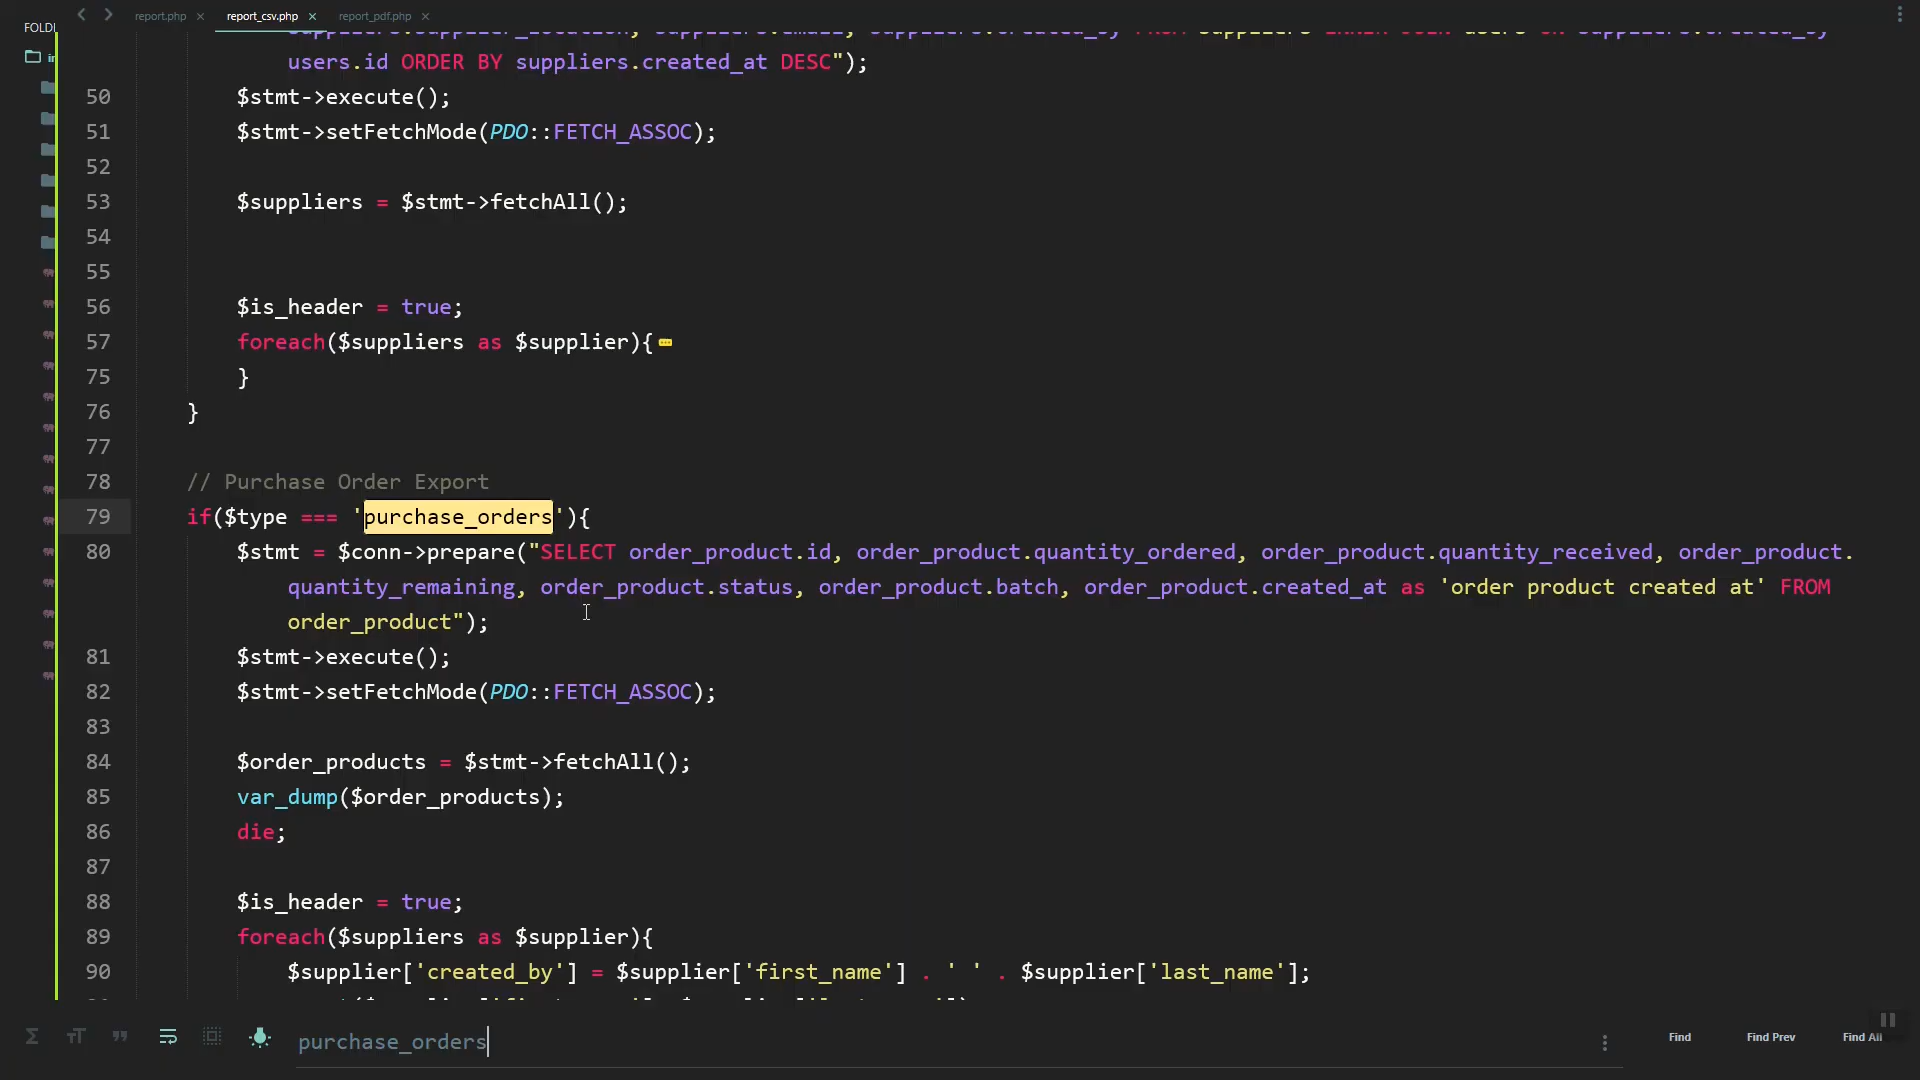 FOLD
report.php × report_csv.php × report_pdf.php ×
users.id ORDER BY suppliers.created_at DESC");
50 $stmt->execute();
51 $stmt->setFetchMode(PDO::FETCH_ASSOC);
52
53 $suppliers = $stmt->fetchAll();
54
55
56 $is_header = true;
57 foreach($suppliers as $supplier){
75 }
76 }
77
78 // Purchase Order Export
79 if($type === 'purchase_orders'){
80 $stmt = $conn->prepare("SELECT order_product.id, order_product.quantity_ordered, order_product.quantity_received, order_product.
quantity_remaining, order_product.status, order_product.batch, order_product.created_at as 'order product created at' FROM
order_product");
81 $stmt->execute();
82 $stmt->setFetchMode(PDO::FETCH_ASSOC);
83
84 $order_products = $stmt->fetchAll();
85 var_dump($order_products);
86 die;
87
88 $is_header = true;
89 foreach($suppliers as $supplier){
90 $supplier['created_by'] = $supplier['first_name'] . ' ' . $supplier['last_name'];
purchase_orders
Find Find Prev Find All